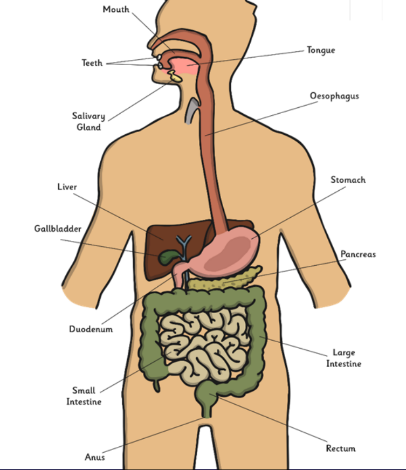 Mouth
Tongue
Teeth
Oesophagus
Salivary
Gland
Stomach
Liver
Gallbladder
Pancreas
Duodenum
Large
Intestine
Small
Intestine
Rectum
Anus